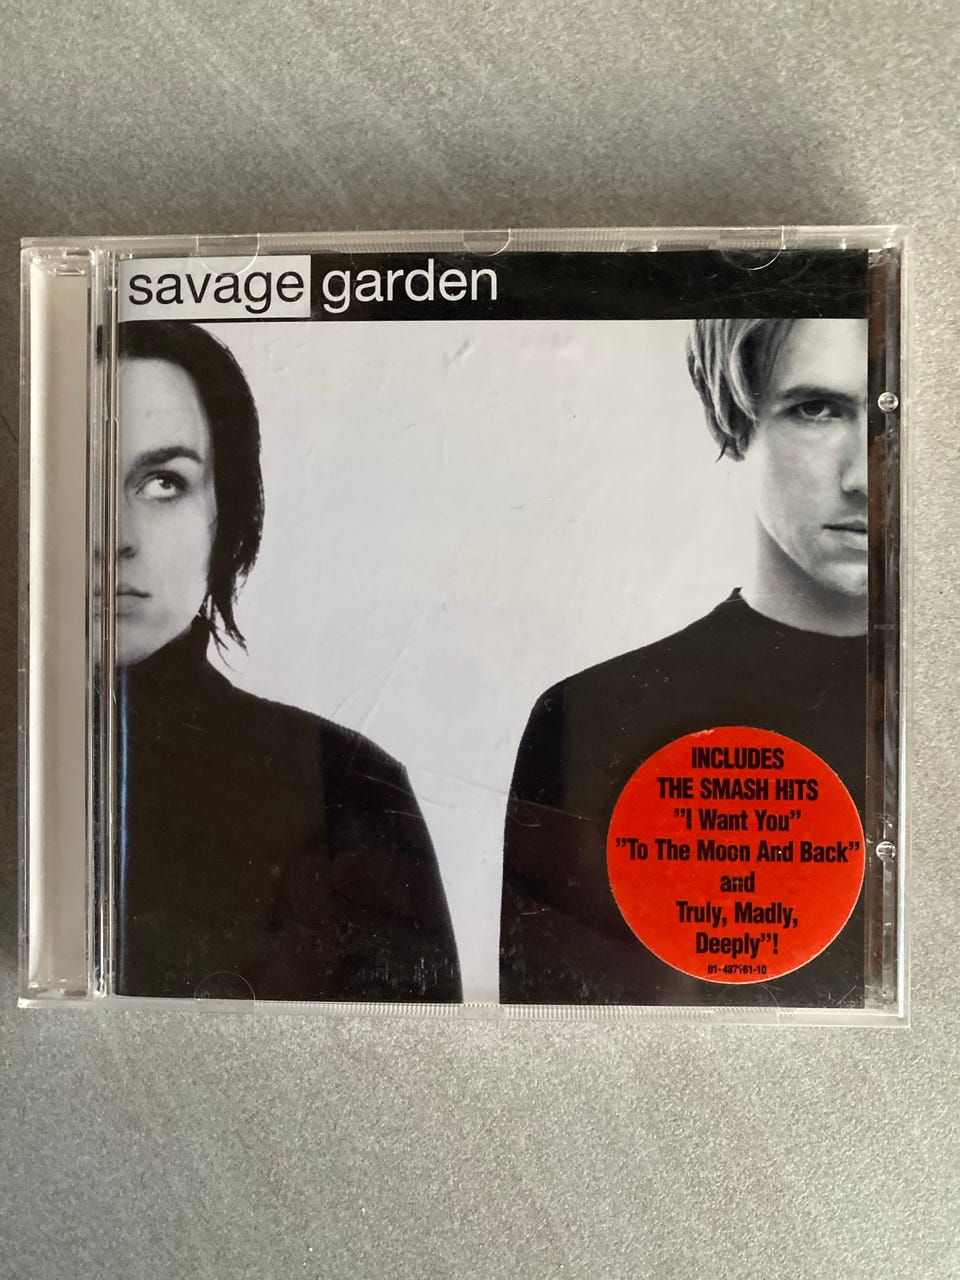 savage garden
INCLUDES
THE SMASH HITS
”I Want You”
”To The Moon And Back”
and
Truly, Madly,
Deeply”!